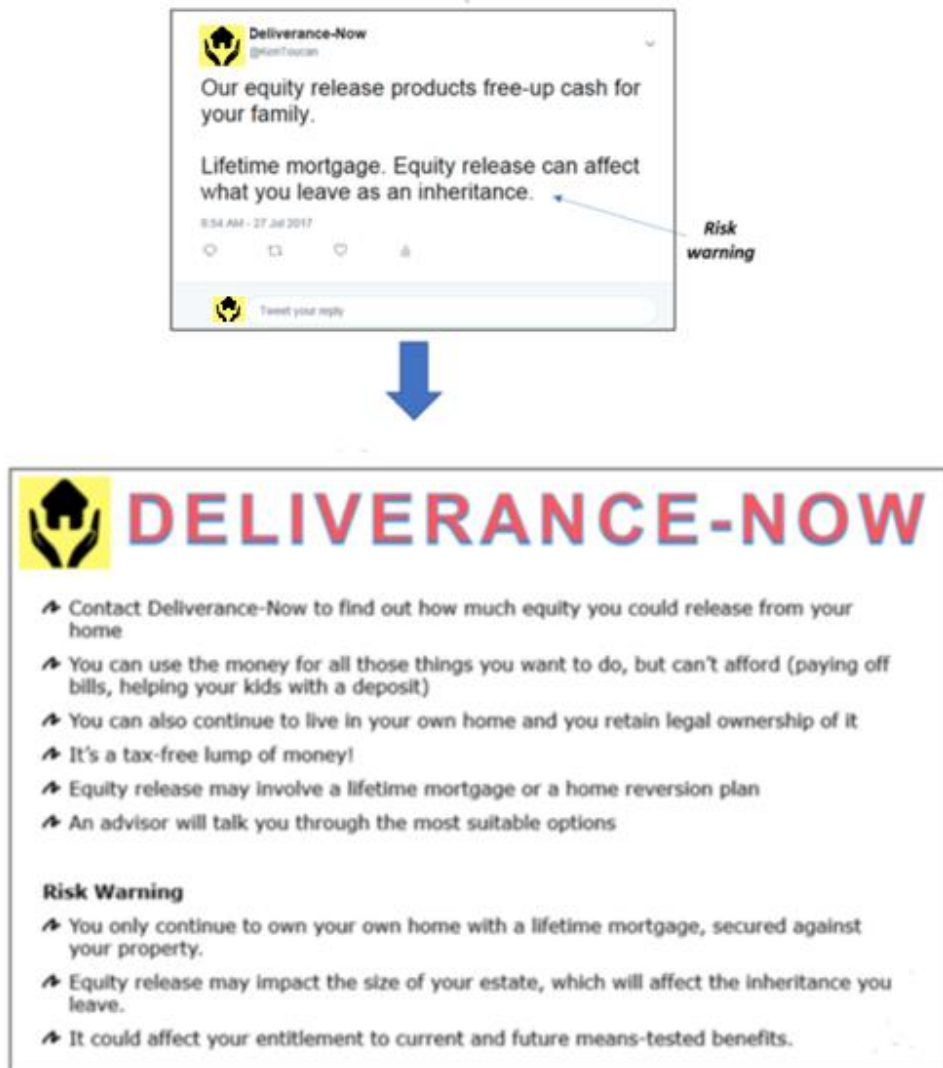 Deliverance-Now
@KimToucan
Our equity release products free-up cash for
your family.
Lifetime mortgage. Equity release can affect
what you leave as an inheritance.
8:54 AM - 27 Jul 2017
Risk
warning
Tweet your reply
DELIVERANCE-NOW
Contact Deliverance-Now to find out how much equity you could release from your
home
You can use the money for all those things you want to do, but can't afford (paying off
bills, helping your kids with a deposit)
You can also continue to live in your own home and you retain legal ownership of it
It's a tax-free lump of money!
Equity release may involve a lifetime mortgage or a home reversion plan
An advisor will talk you through the most suitable options
Risk Warning
You only continue to own your own home with a lifetime mortgage, secured against
your property.
Equity release may impact the size of your estate, which will affect the inheritance you
leave.
It could affect your entitlement to current and future means-tested benefits.